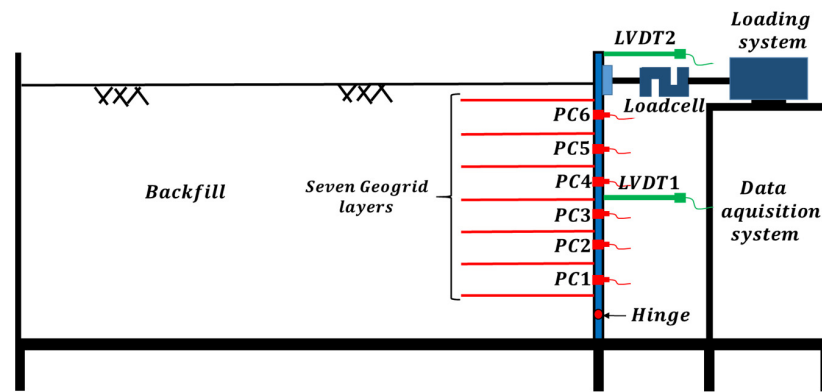 LVDT2
Loading
system
Loadcell
PC6
PC5
Seven Geogrid
layers
PC4
LVDT1
Backfill
Data
aquisition
system
PC3
PC2
PC1
Hinge